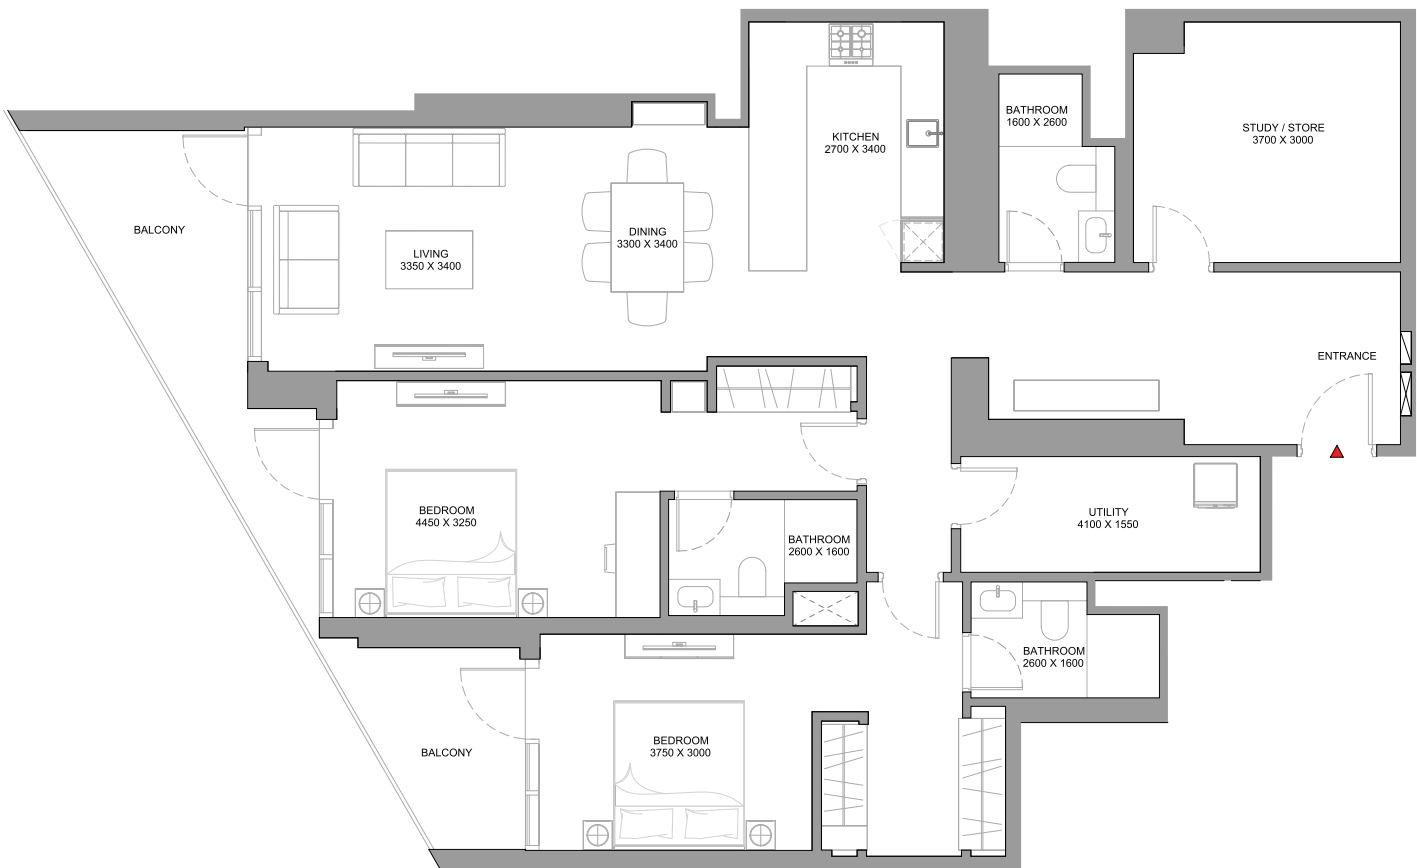 KITCHEN
2700 X 3400
BATHROOM
1600 X 2600
STUDY / STORE
3700 X 3000
BALCONY
LIVING
3350 X 3400
DINING
3300 X 3400
ENTRANCE
BEDROOM
4450 X 3250
BATHROOM
2600 X 1600
UTILITY
4100 X 1550
BATHROOM
2600 X 1600
BALCONY
BEDROOM
3750 X 3000